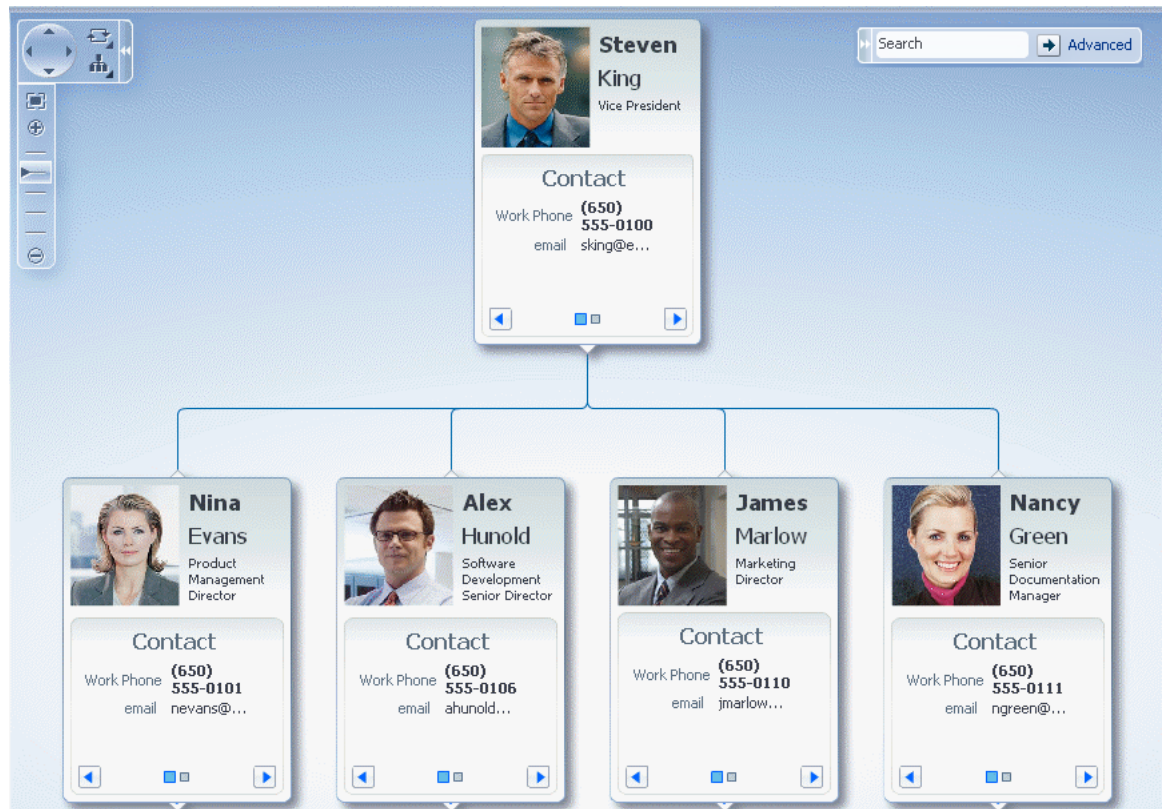 Search
Advanced
Steven
King
Vice President
Contact
Work Phone (650)
555-0100
email sking@e...
Nina
Evans
Product
Management
Director
Contact
Work Phone (650)
555-0101
email nevans@...
Alex
Hunold
Software
Development
Senior Director
Contact
Work Phone (650)
555-0106
email ahunold...
James
Marlow
Marketing
Director
Contact
Work Phone (650)
555-0110
email jmarlow...
Nancy
Green
Senior
Documentation
Manager
Contact
Work Phone (650)
555-0111
email ngreen@...